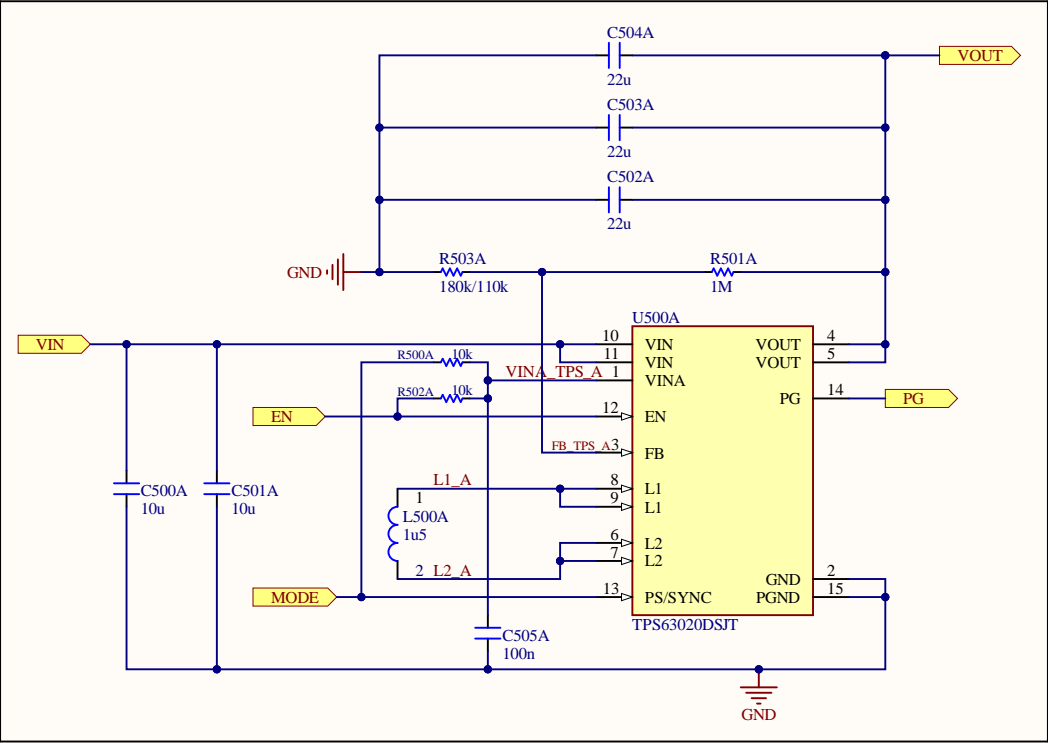 C504A
VOUT
22u
C503A
22u
C502A
22u
R503A
R501A
GND
180k/110k
1M
U500A
VIN
10 VIN
VOUT 4
11 VIN
VOUT 5
R500A 10k
VINA_TPS_A 1 VINA
R502A 10k
PG 14
PG
EN
12 EN
FB_TPS_A 3 FB
L1_A
8 L1
1
9 L1
C500A
10u
C501A
10u
L500A
1u5
6 L2
7 L2
2 L2_A
GND 2
MODE
13 PS/SYNC
PGND 15
TPS63020DSJT
C505A
100n
GND